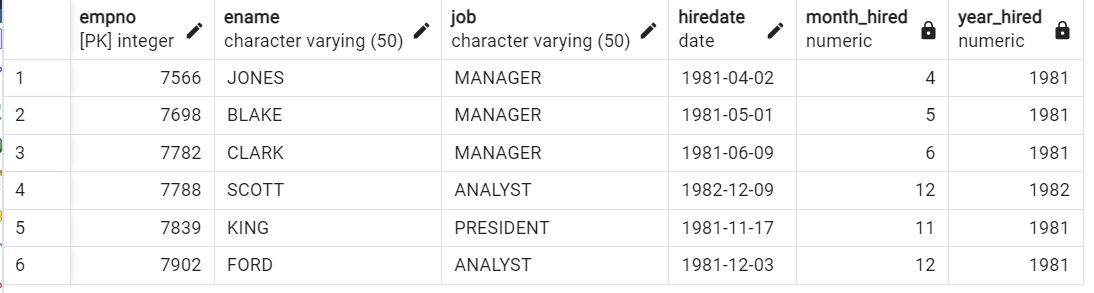 empno ename job hiredate month_hired year_hired
[PK] integer character varying (50) character varying (50) date numeric numeric
1 7566 JONES MANAGER 1981-04-02 4 1981
2 7698 BLAKE MANAGER 1981-05-01 5 1981
3 7782 CLARK MANAGER 1981-06-09 6 1981
4 7788 SCOTT ANALYST 1982-12-09 12 1982
5 7839 KING PRESIDENT 1981-11-17 11 1981
6 7902 FORD ANALYST 1981-12-03 12 1981